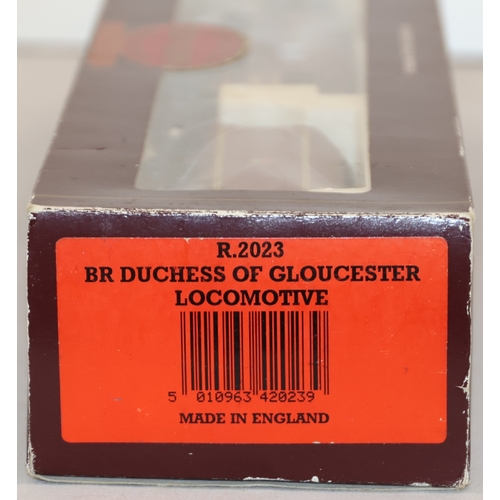 R.2023
BR DUCHESS OF GLOUCESTER
LOCOMOTIVE
5 010963 420239
MADE IN ENGLAND